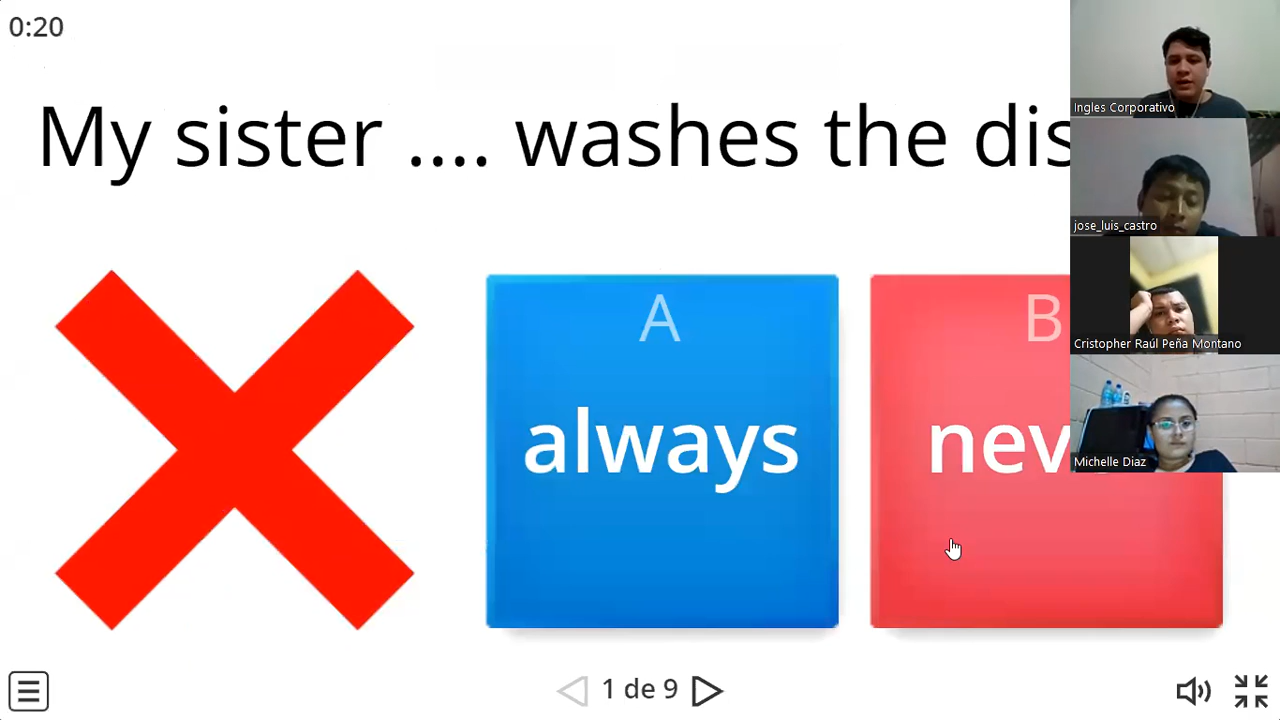 0:20
My sister .... washes the dis
Ingles Corporativo
jose_luis_castro
Cristopher Raúl Peña Montano
Michelle Diaz
A
B
always
nev
1 de 9